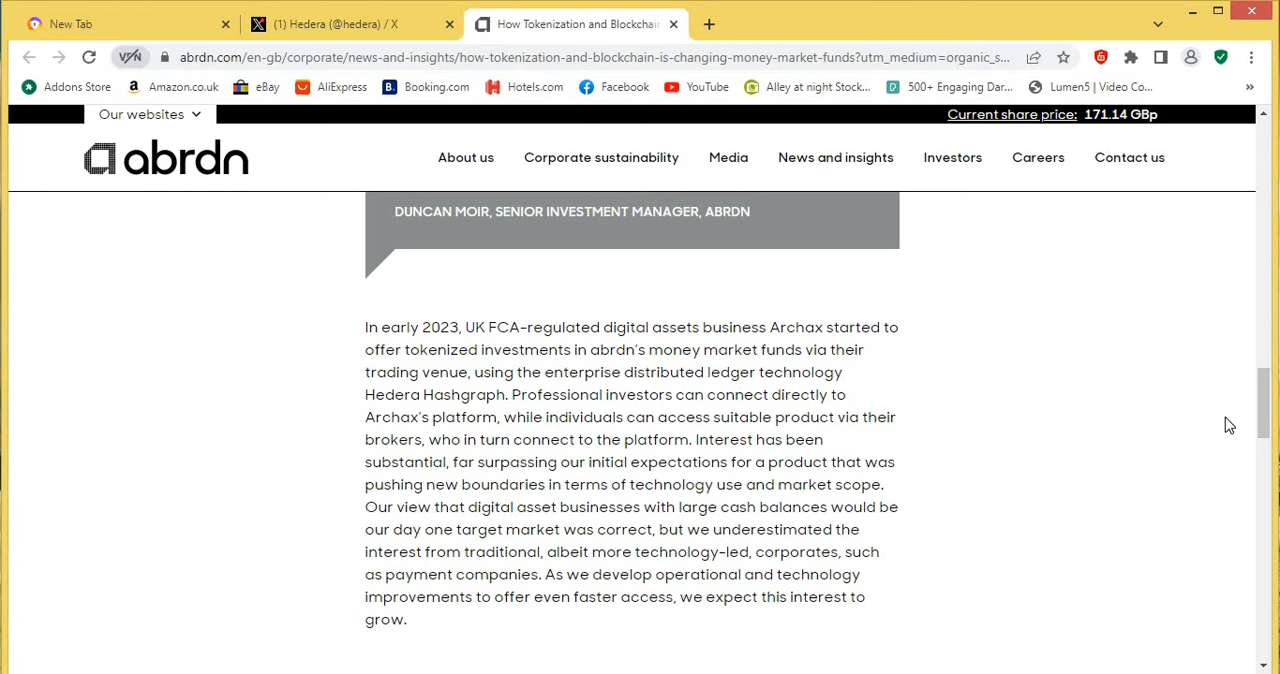 New Tab
(1) Hedera (@hedera) / X
How Tokenization and Blockchain
VPN
abrdn.com/en-gb/corporate/news-and-insights/how-tokenization-and-blockchain-is-changing-money-market-funds?utm_medium=organic_s...
Addons Store
Amazon.co.uk
eBay
AliExpress
Booking.com
Hotels.com
Facebook
YouTube
Alley at night Stock...
500+ Engaging Dar...
Lumen5 | Video Co...
»
Our websites
Current share price: 171.14 GBp
abrdn
About us
Corporate sustainability
Media
News and insights
Investors
Careers
Contact us
DUNCAN MOIR, SENIOR INVESTMENT MANAGER, ABRDN
In early 2023, UK FCA-regulated digital assets business Archax started to
offer tokenized investments in abrdn's money market funds via their
trading venue, using the enterprise distributed ledger technology
Hedera Hashgraph. Professional investors can connect directly to
Archax's platform, while individuals can access suitable product via their
brokers, who in turn connect to the platform. Interest has been
substantial, far surpassing our initial expectations for a product that was
pushing new boundaries in terms of technology use and market scope.
Our view that digital asset businesses with large cash balances would be
our day one target market was correct, but we underestimated the
interest from traditional, albeit more technology-led, corporates, such
as payment companies. As we develop operational and technology
improvements to offer even faster access, we expect this interest to
grow.